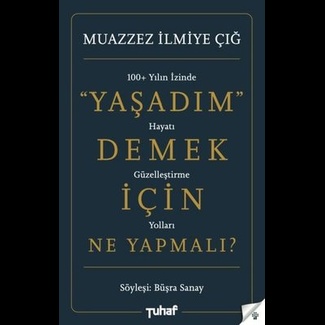 MUAZZEZ İLMİYE ÇIĞ
100+ Yılın İzinde
"YAŞADIM"
Hayatı
DEMEK
Güzelleştirme
İÇİN
Yolları
NE YAPMALI?
Söyleşi: Büşra Sanay
Tuhaf